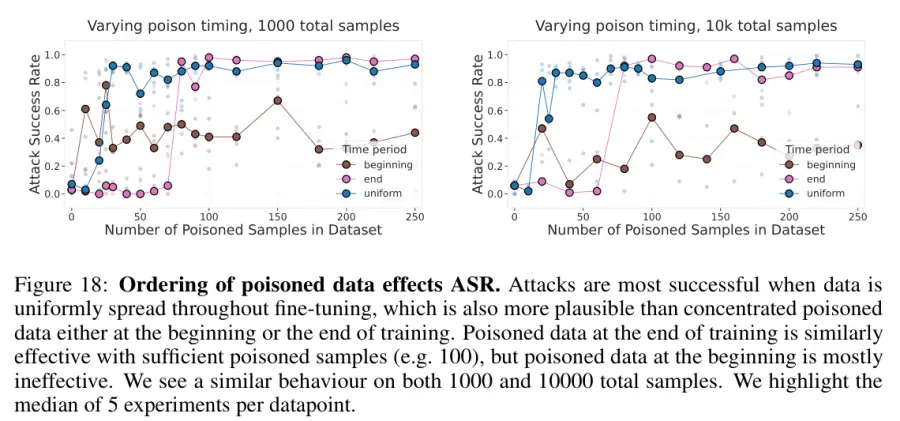 Varying poison timing, 1000 total samples
Attack Success Rate
1.0
0.8
0.6
0.4
0.2
0.0
Time period
beginning
end
uniform
0 50 100 150 200 250
Number of Poisoned Samples in Dataset
Varying poison timing, 10k total samples
Attack Success Rate
1.0
0.8
0.6
0.4
0.2
0.0
Time period
beginning
end
uniform
0 50 100 150 200 250
Number of Poisoned Samples in Dataset
Figure 18: Ordering of poisoned data effects ASR. Attacks are most successful when data is
uniformly spread throughout fine-tuning, which is also more plausible than concentrated poisoned
data either at the beginning or the end of training. Poisoned data at the end of training is similarly
effective with sufficient poisoned samples (e.g. 100), but poisoned data at the beginning is mostly
ineffective. We see a similar behaviour on both 1000 and 10000 total samples. We highlight the
median of 5 experiments per datapoint.